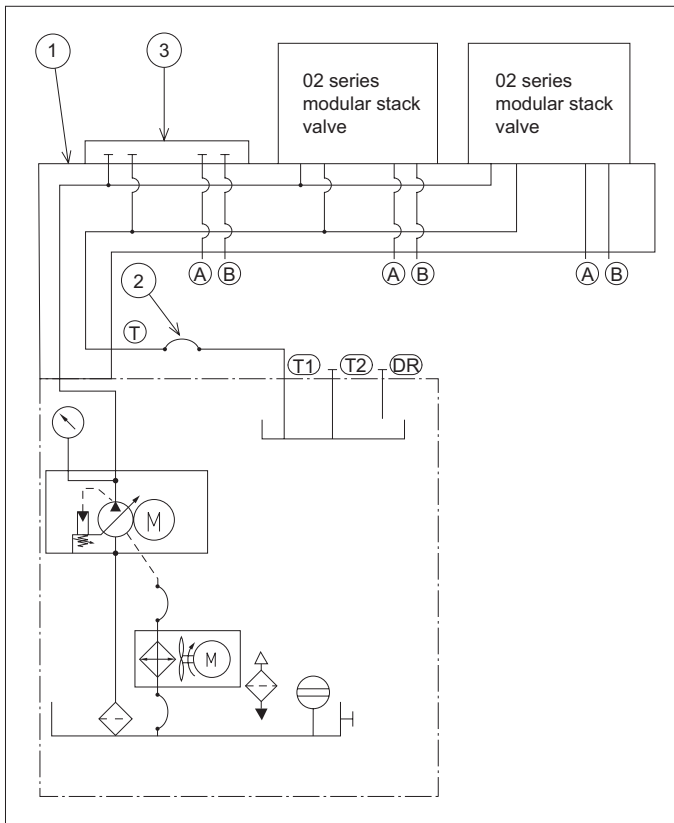 1
3
02 series
modular stack
valve
02 series
modular stack
valve
A B
A B
A B
2
T
T1 T2 DR
M
M